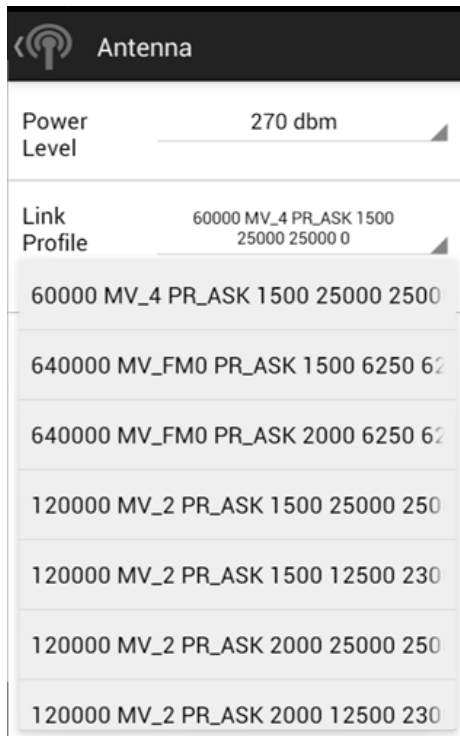 Antenna
Power 270 dbm
Level
Link 60000 MV_4 PR_ASK 1500
Profile 25000 25000 0
60000 MV_4 PR_ASK 1500 25000 2500
640000 MV_FM0 PR_ASK 1500 6250 62
640000 MV_FM0 PR_ASK 2000 6250 62
120000 MV_2 PR_ASK 1500 25000 250
120000 MV_2 PR_ASK 1500 12500 230
120000 MV_2 PR_ASK 2000 25000 250
120000 MV_2 PR_ASK 2000 12500 230